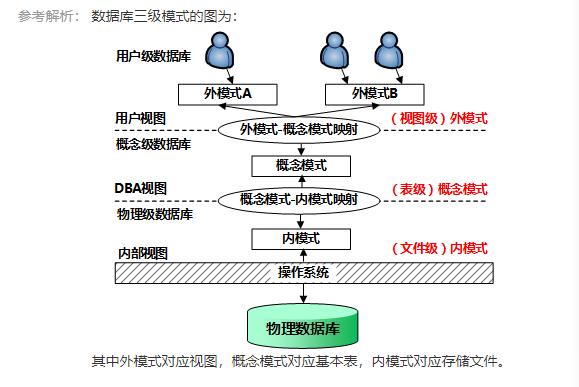 参考解析： 数据库三级模式的图为：
用户级数据库
外模式A 外模式B
用户视图
外模式-概念模式映射
（视图级）外模式
概念级数据库
概念模式
DBA视图
概念模式-内模式映射
（表级）概念模式
物理级数据库
内模式
内部视图
（文件级）内模式
操作系统
物理数据库
其中外模式对应视图，概念模式对应基本表，内模式对应存储文件。